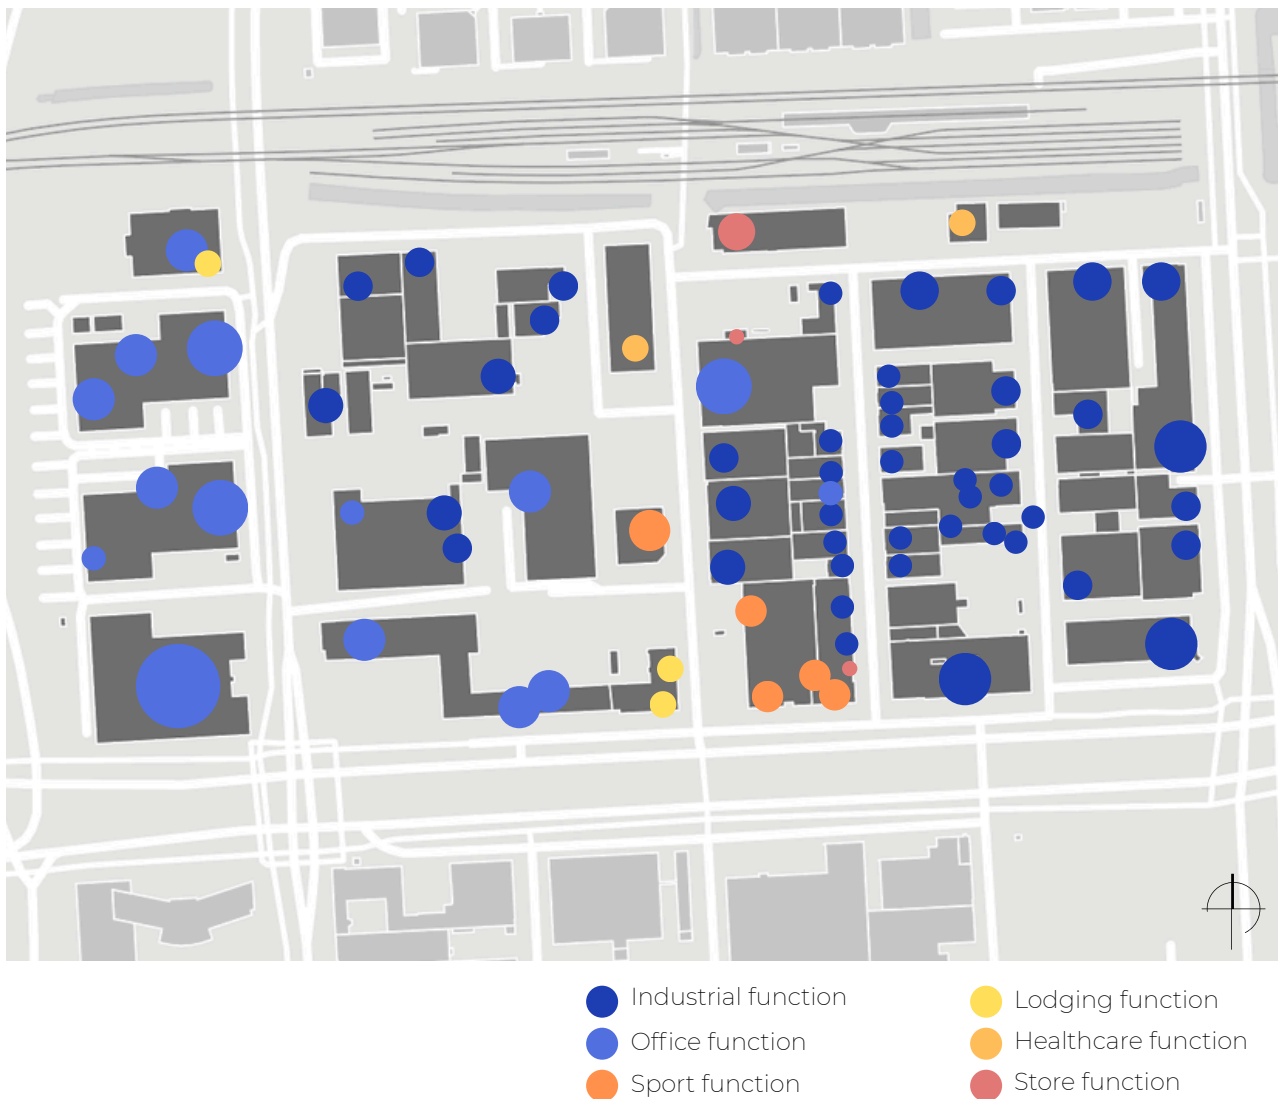 Industrial function
Office function
Sport function
Lodging function
Healthcare function
Store function